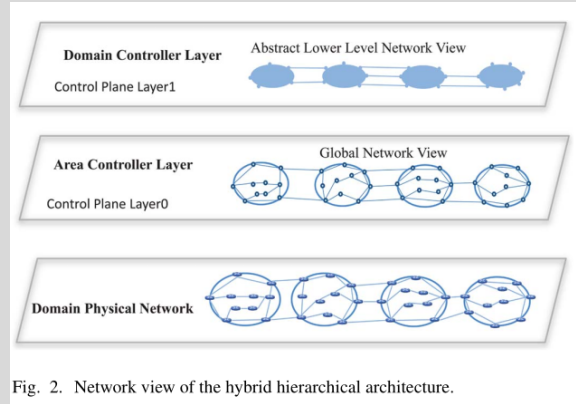 Domain Controller Layer
Abstract Lower Level Network View
Control Plane Layer1
Area Controller Layer
Global Network View
Control Plane Layer0
Domain Physical Network
Fig. 2. Network view of the hybrid hierarchical architecture.